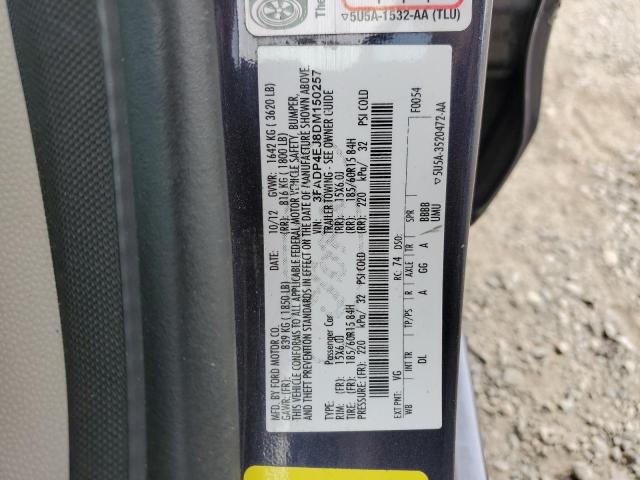 The
5U5A-1532-AA (TLU)
MFD. BY FORD MOTOR CO.
DATE: 10/12 GVWR: 1642 KG ( 3620 LB)
GAWR: (FR): 839 KG ( 1850 LB) (RR): 816 KG ( 1800 LB)
THIS VEHICLE CONFORMS TO ALL APPLICABLE FEDERAL MOTOR VEHICLE SAFETY, BUMPER,
AND THEFT PREVENTION STANDARDS IN EFFECT ON THE DATE OF MANUFACTURE SHOWN ABOVE.
VIN: 3FADP4EJ8DM150257
TYPE: Passenger Car TRAILER TOWING - SEE OWNER GUIDE
RIM: (FR): 15X6.0J (RR): 15X6.0J
TIRE: (FR): 185/60R15 84H (RR): 185/60R15 84H
PRESSURE: (FR): 220 kPa/ 32 PSI COLD (RR): 220 kPa/ 32 PSI COLD
EXT PNT: VG RC: 74 DSO: F0054
WB INT TR TP/PS R AXLE TR SPR
DL A GG A BBBB
UMU
5U5A-3520472-AA